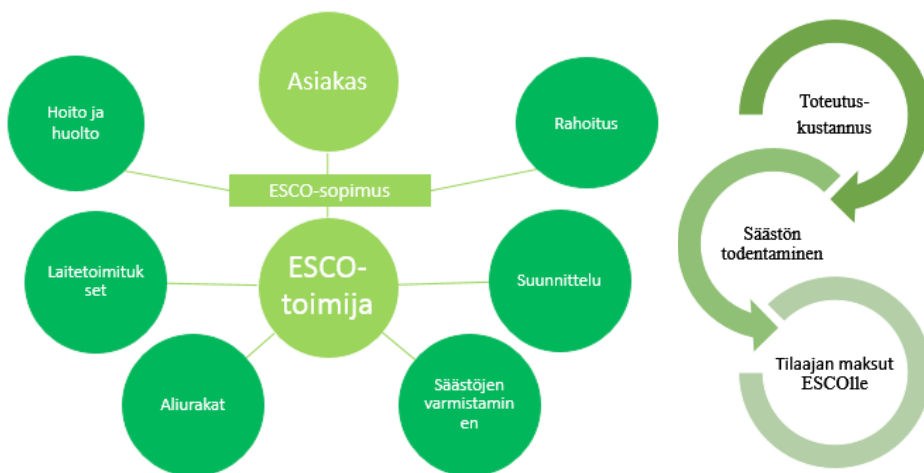 Asiakas
Hoito ja
huolto
Rahoitus
ESCO-sopimus
Laitetoimituk
set
ESCO-
toimija
Suunnittelu
Aliurakat
Säästöjen
varmistamin
en
Toteutus-
kustannus
Säästön
todentaminen
Tilaajan maksut
ESCOlle